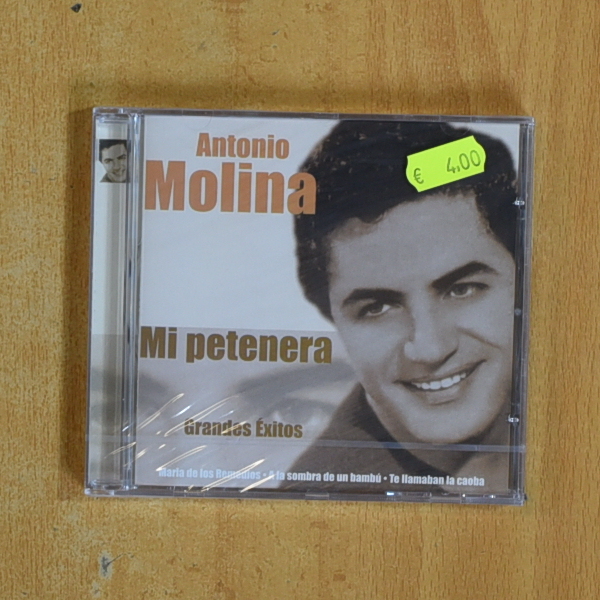 Antonio
Molina
€ 4,00
Mi petenera
Grandes Éxitos
María de los Remedios • A la sombra de un bambú • Te llamaban la caoba